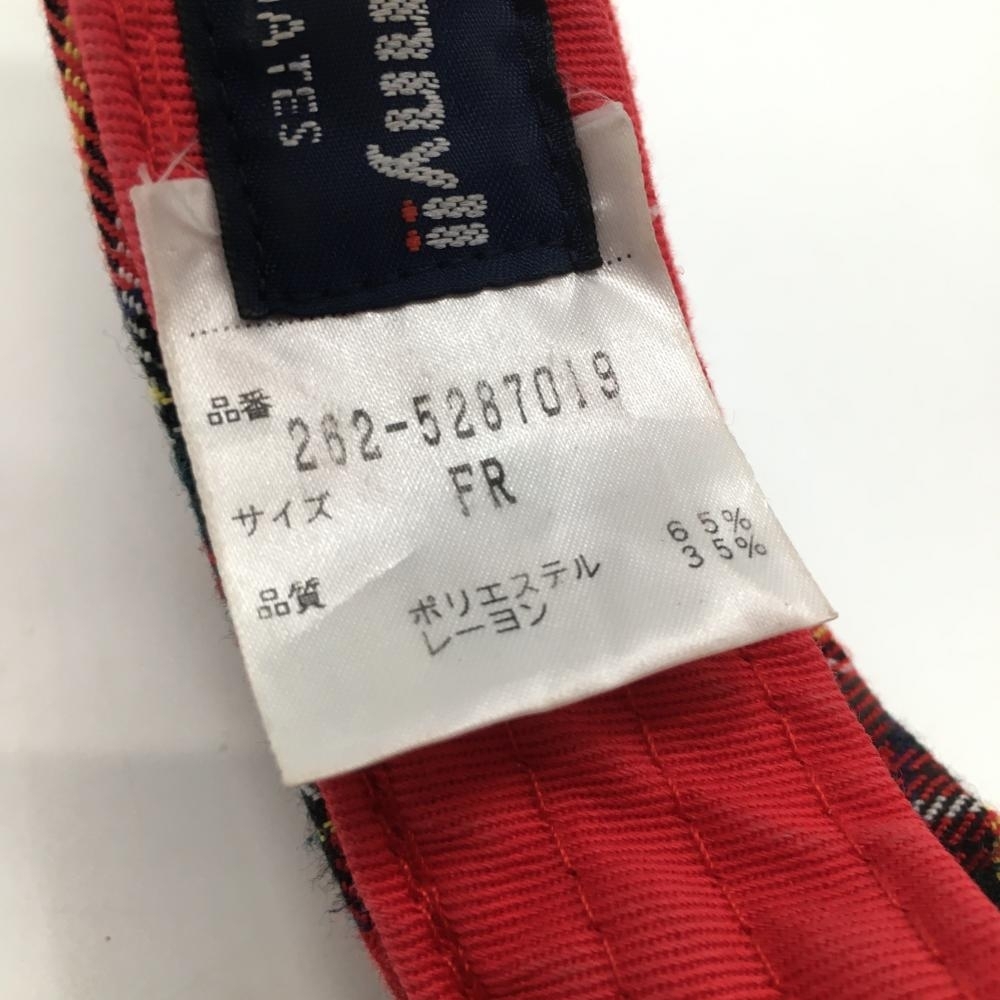 品番 262-5287019
サイズ FR
品質 ポリエステル 65%
レーヨン 35%